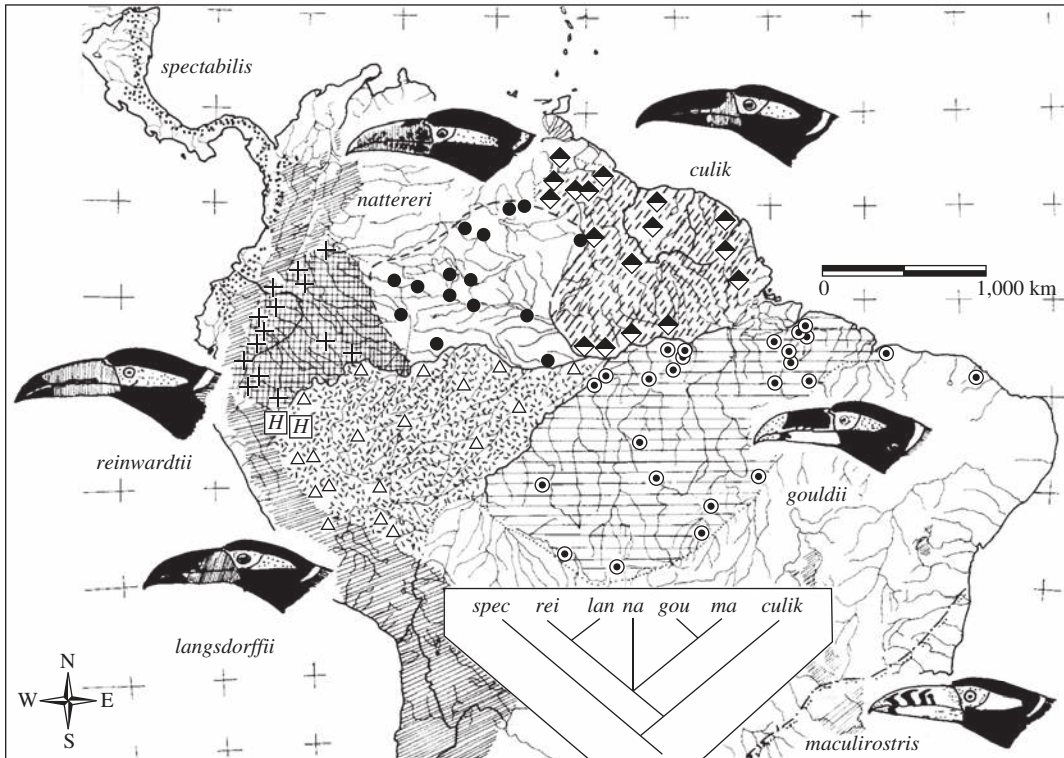 spectabilis
culik
nattereri
0 1,000 km
H H
reinwardtii
gouldii
spec rei lan na gou ma culik
langsdorffii
N
W E
S
maculirostris